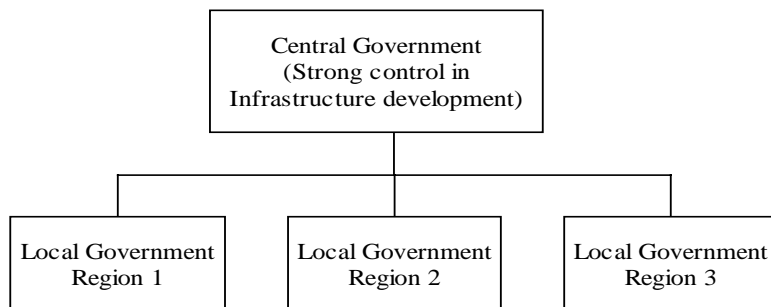 Central Government
(Strong control in
Infrastructure development)
Local Government
Region 1
Local Government
Region 2
Local Government
Region 3